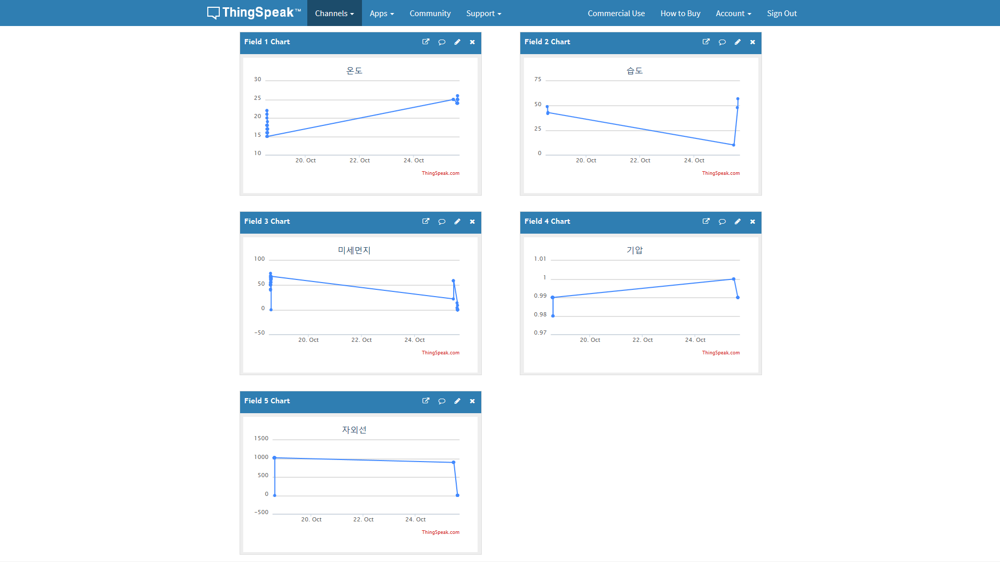 ThingSpeak™ Channels Apps Community Support Commercial Use How to Buy Account Sign Out
Field 1 Chart
온도
30
25
20
15
10
20. Oct 22. Oct 24. Oct
ThingSpeak.com
Field 2 Chart
습도
75
50
25
0
20. Oct 22. Oct 24. Oct
ThingSpeak.com
Field 3 Chart
미세먼지
100
50
0
-50
20. Oct 22. Oct 24. Oct
ThingSpeak.com
Field 4 Chart
기압
1.01
1
0.99
0.98
0.97
20. Oct 22. Oct 24. Oct
ThingSpeak.com
Field 5 Chart
자외선
1500
1000
500
0
-500
20. Oct 22. Oct 24. Oct
ThingSpeak.com